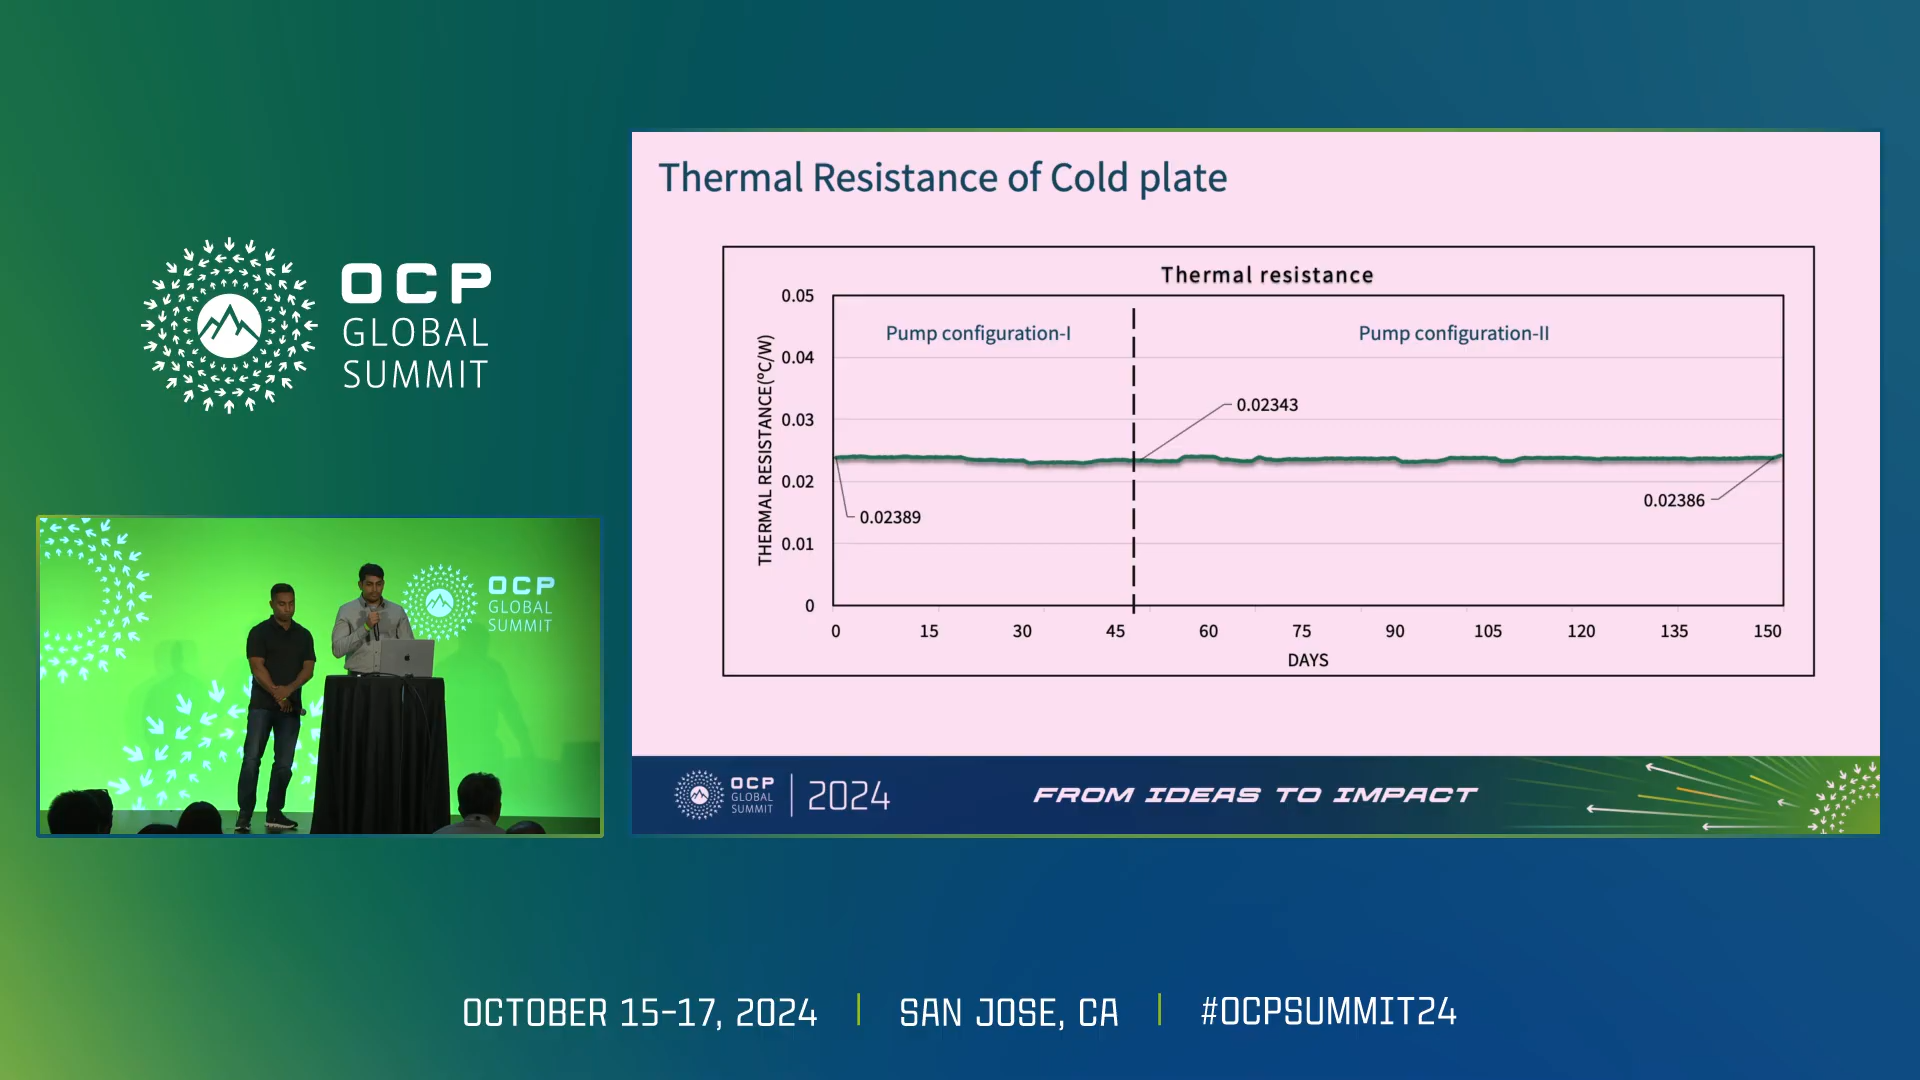 OCP
GLOBAL
SUMMIT
OCP
GLOBAL
SUMMIT
Thermal Resistance of Cold plate
Thermal resistance
THERMAL RESISTANCE(°C/W)
0.05
0.04
0.03
0.02
0.01
0
Pump configuration-I
Pump configuration-II
0.02343
0.02389
0.02386
0 15 30 45 60 75 90 105 120 135 150
DAYS
OCP
GLOBAL
SUMMIT
2024
FROM IDEAS TO IMPACT
OCTOBER 15-17, 2024 | SAN JOSE, CA | #OCPSUMMIT24